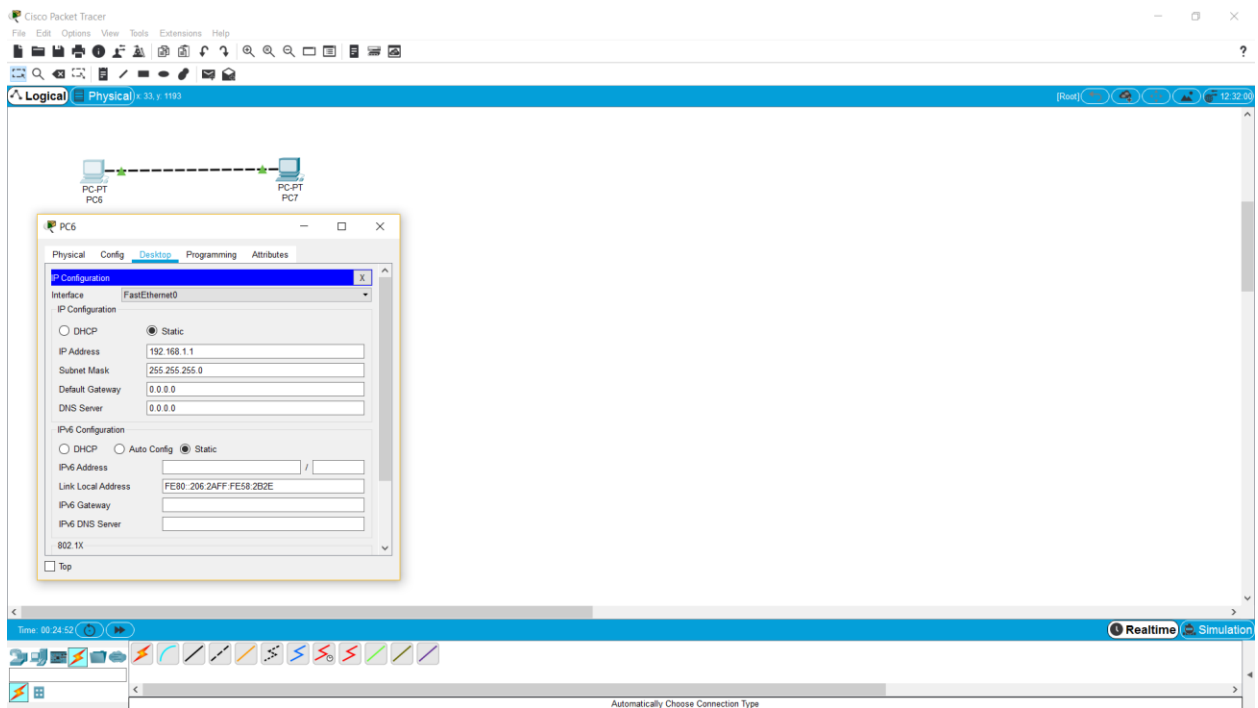 Cisco Packet Tracer
File Edit Options View Tools Extensions Help
?
Logical Physical x: 33, y: 1193 [Root] 12:32:00
PC-PT
PC6
PC-PT
PC7
PC6
Physical Config Desktop Programming Attributes
IP Configuration X
Interface FastEthernet0
IP Configuration
DHCP Static
IP Address 192.168.1.1
Subnet Mask 255.255.255.0
Default Gateway 0.0.0.0
DNS Server 0.0.0.0
IPv6 Configuration
DHCP Auto Config Static
IPv6 Address /
Link Local Address FE80::206:2AFF:FE58:2B2E
IPv6 Gateway
IPv6 DNS Server
802.1X
Top
Time: 00:24:52 Realtime Simulation
Automatically Choose Connection Type